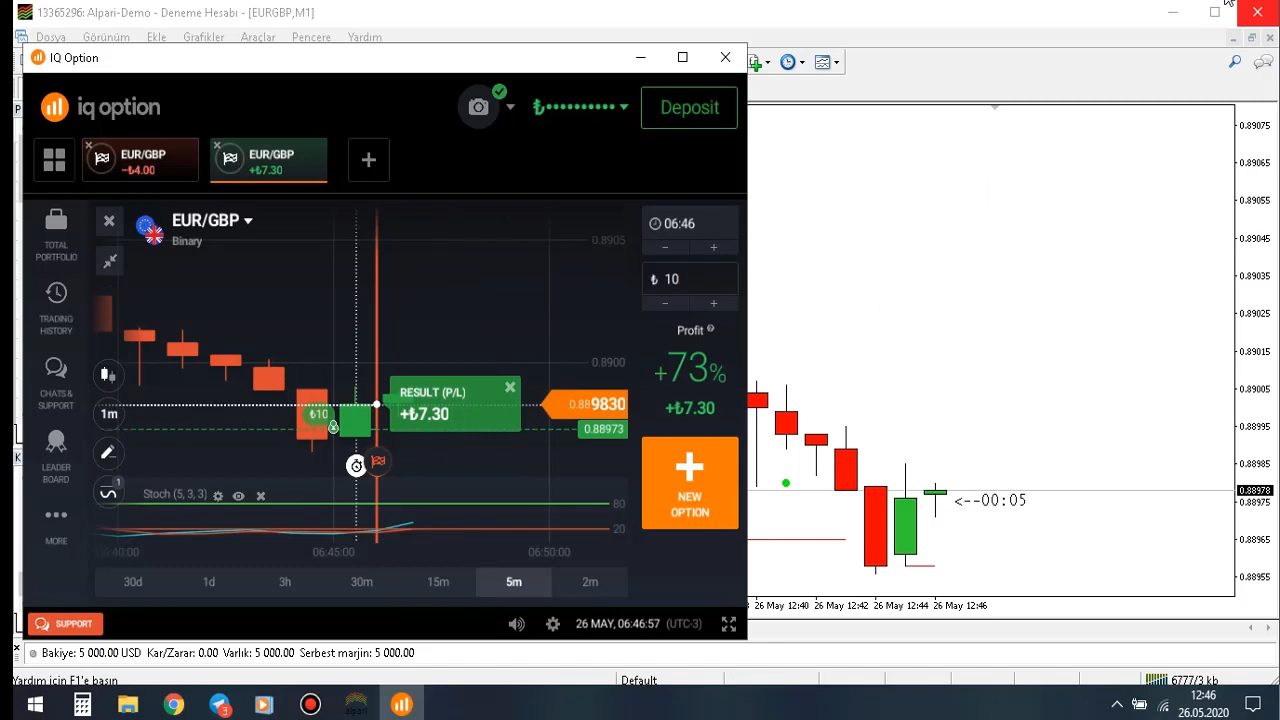 13365296: Alpari-Demo - Deneme Hesabı - [EURGBP,M1]
Dosya Görünüm Ekle Grafikler Araçlar Pencere Yardım
IQ Option
iq option
₺••••••••••
Deposit
EUR/GBP
-₺4.00
EUR/GBP
+₺7.30
TOTAL
PORTFOLIO
TRADING
HISTORY
CHATS &
SUPPORT
LEADER
BOARD
MORE
EUR/GBP
Binary
1m
1
0.8905
0.8900
RESULT (P/L)
+₺7.30
₺10
0.889830
0.88973
Stoch (5, 3, 3)
80
20
:40:00
06:45:00
06:50:00
30d 1d 3h 30m 15m 5m 2m
06:46
- +
₺ 10
- +
Profit
+73%
+₺7.30
NEW
OPTION
SUPPORT
26 MAY, 06:46:57 (UTC-3)
0.89075
0.89065
0.89055
0.89045
0.89035
0.89025
0.89015
0.89005
0.88995
0.88985
0.88978
0.88975
0.88965
0.88955
<--00:05
26 May 12:40 26 May 12:42 26 May 12:44 26 May 12:46
Bakiye: 5 000.00 USD Kar/Zarar: 0.00 Varlık: 5 000.00 Serbest marjin: 5 000.00
Yardım için F1'e basın
Default
6777/3 k
3
alpari
12:46
26.05.2020